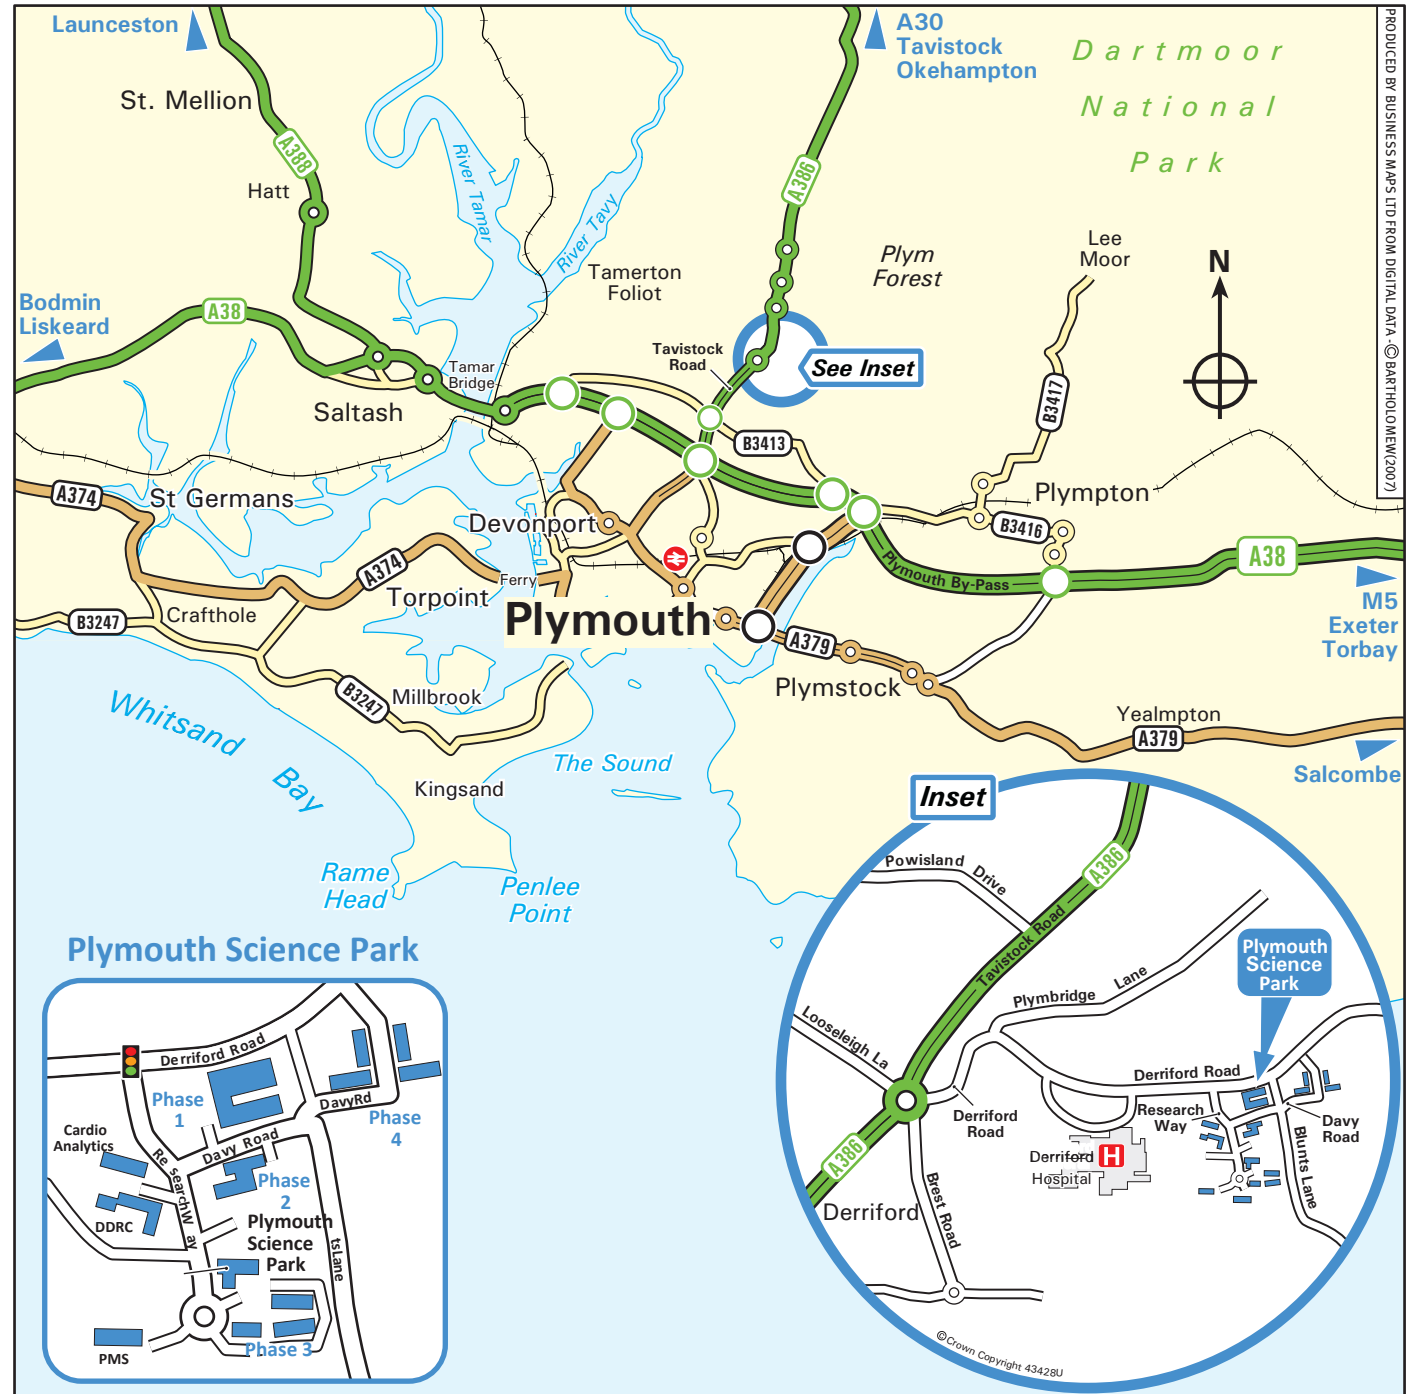 Launceston
A30
Tavistock
Okehampton
Dartmoor
National
Park
PRODUCED BY BUSINESS MAPS LTD FROM DIGITAL DATA - © BARTHOLOMEW(2007)
St. Mellion
A388
Hatt
River Tamar
River Tavy
A386
Plym
Forest
Lee
Moor
N
Tamerton
Foliot
Bodmin
Liskeard
A38
Tavistock
Road
See Inset
Tamar
Bridge
Saltash
B3413
B3417
A374
St Germans
Devonport
Plympton
B3416
A38
Plymouth By-Pass
M5
Exeter
Torbay
A374
Ferry
Torpoint
Plymouth
Crafthole
B3247
A379
Plymstock
B3247
Millbrook
Yealmpton
A379
Salcombe
Whitsand Bay
The Sound
Kingsand
Rame
Head
Penlee
Point
Inset
Powisland Drive
A386
Tavistock Road
Plymbridge Lane
Plymouth
Science
Park
Looseleigh La
Derriford Road
Derriford
Road
Research
Way
Davy
Road
Blunts Lane
H
Derriford
Hospital
A386
Derriford
Brest Road
©Crown Copyright 43428U
Plymouth Science Park
Derriford Road
Phase
1
DavyRd
Phase
4
Cardio
Analytics
Davy Road
ResearchWay
Phase
2
DDRC
Plymouth
Science
Park
tsLane
Phase 3
PMS